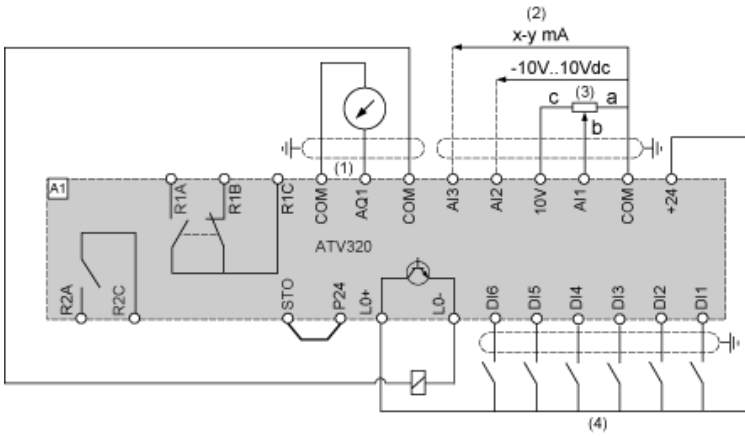 (2)
x-y mA
-10V..10Vdc
c (3) a
b
(1)
A1
R1A
R1B
R1C
COM
AQ1
COM
AI3
AI2
10V
AI1
COM
+24
ATV320
R2A
R2C
STO
P24
L0+
L0-
DI6
DI5
DI4
DI3
DI2
DI1
(4)